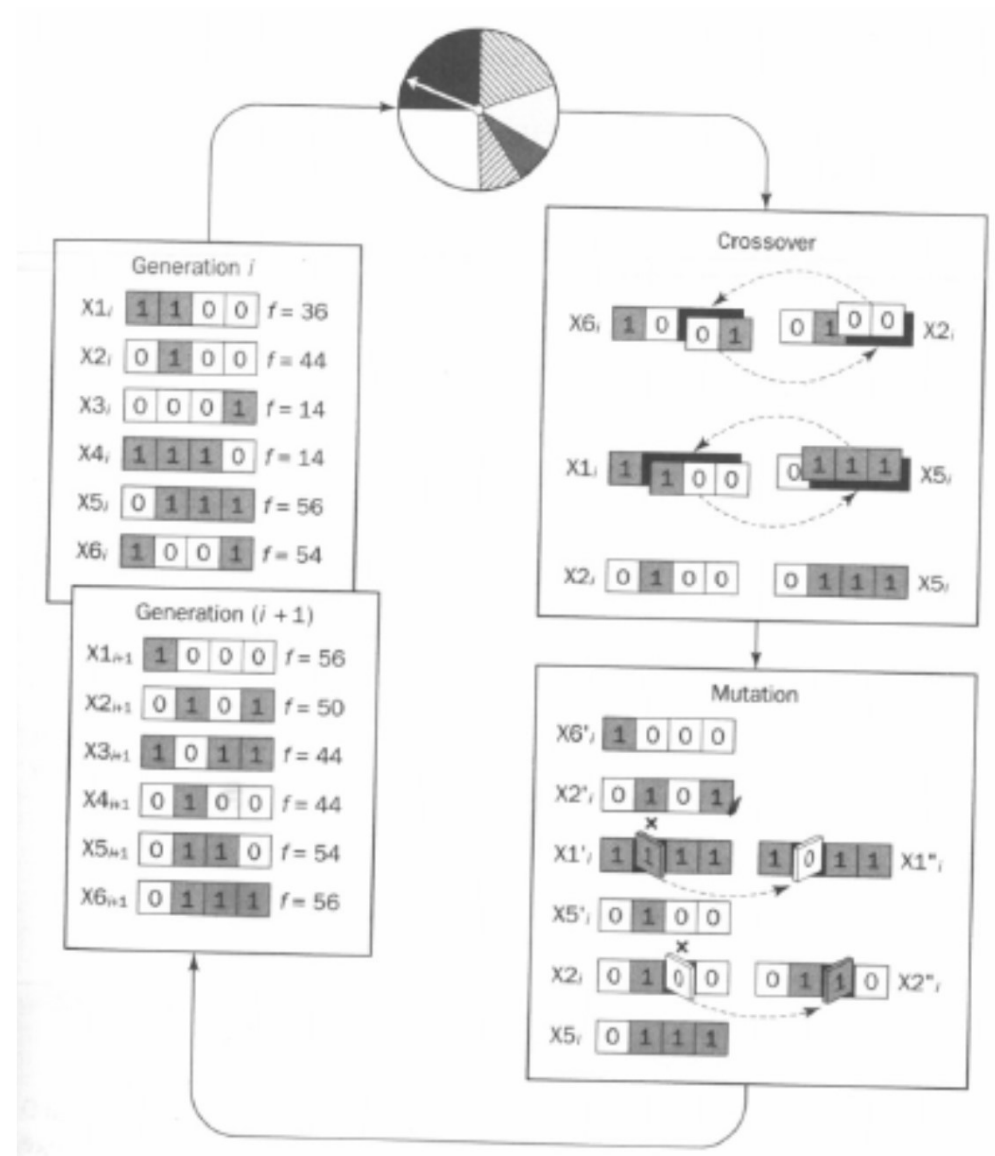 Generation i
X1i 1 1 0 0 f = 36
X2i 0 1 0 0 f = 44
X3i 0 0 0 1 f = 14
X4i 1 1 1 0 f = 14
X5i 0 1 1 1 f = 56
X6i 1 0 0 1 f = 54
Generation (i + 1)
X1i+1 1 0 0 0 f = 56
X2i+1 0 1 0 1 f = 50
X3i+1 1 0 1 1 f = 44
X4i+1 0 1 0 0 f = 44
X5i+1 0 1 1 0 f = 54
X6i+1 0 1 1 1 f = 56
Crossover
X6i 1 0 0 1 0 1 0 0 X2i
X1i 1 1 0 0 0 1 1 1 X5i
X2i 0 1 0 0 0 1 1 1 X5i
Mutation
X6'i 1 0 0 0
X2'i 0 1 0 1
X1'i 1 1 1 1 1 0 1 1 X1"i
X5'i 0 1 0 0
X2i 0 1 0 0 0 1 1 0 X2"i
X5i 0 1 1 1